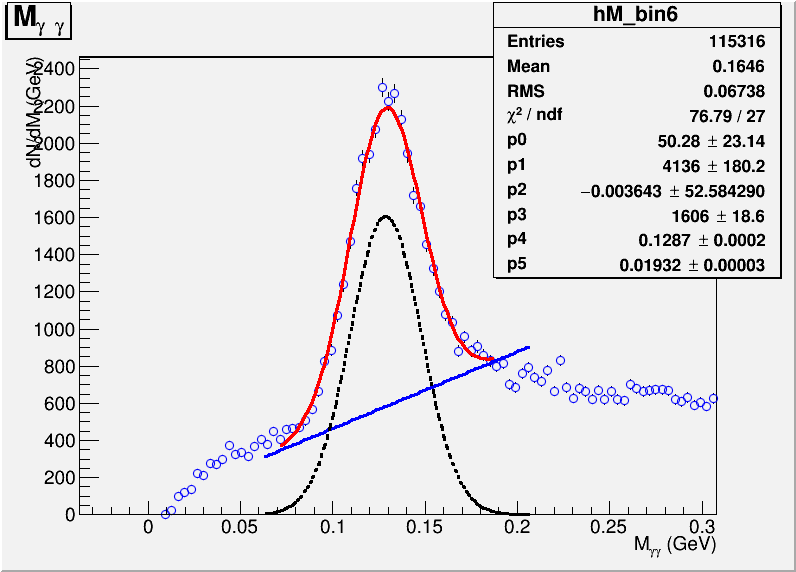 M γ γ
hM_bin6
Entries 115316
Mean 0.1646
RMS 0.06738
χ² / ndf 76.79 / 27
p0 50.28 ± 23.14
p1 4136 ± 180.2
p2 −0.003643 ± 52.584290
p3 1606 ± 18.6
p4 0.1287 ± 0.0002
p5 0.01932 ± 0.00003
dN/dM (GeV)
2400
2200
2000
1800
1600
1400
1200
1000
800
600
400
200
0
0 0.05 0.1 0.15 0.2 0.25 0.3
Mγγ (GeV)